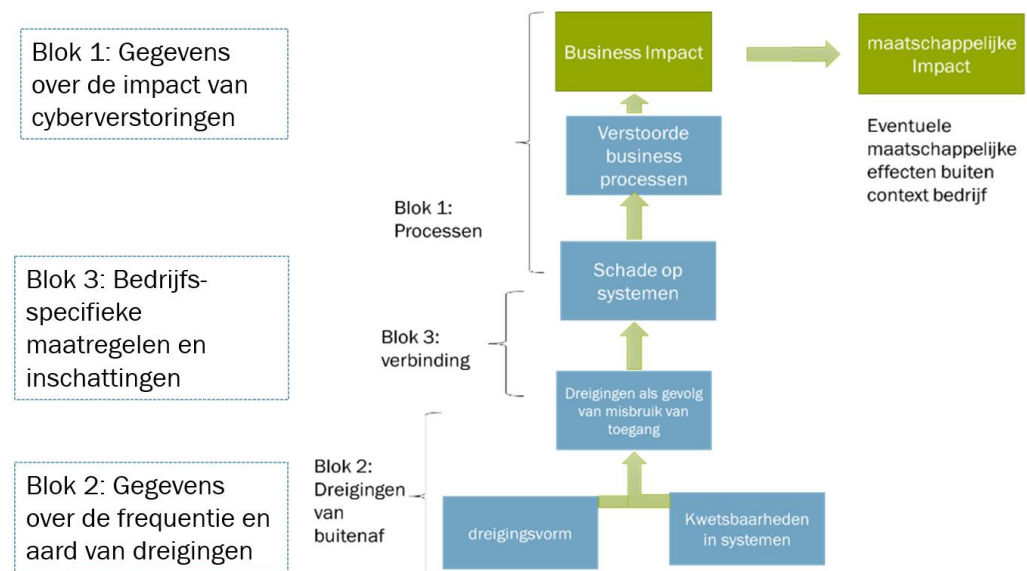 Blok 1: Gegevens
over de impact van
cyberverstoringen
Blok 3: Bedrijfs-
specifieke
maatregelen en
inschattingen
Blok 2: Gegevens
over de frequentie en
aard van dreigingen
Blok 1:
Processen
Blok 3:
verbinding
Blok 2:
Dreigingen
van
buitenaf
Business Impact
Verstoorde
business
processen
Schade op
systemen
Dreigingen als gevolg
van misbruik van
toegang
dreigingsvorm
Kwetsbaarheden
in systemen
maatschappelijke
Impact
Eventuele
maatschappelijke
effecten buiten
context bedrijf